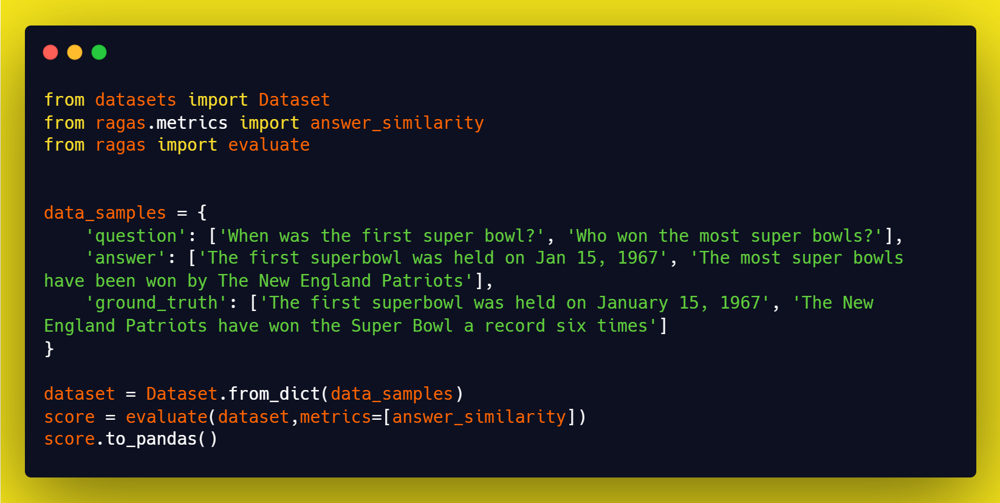 from datasets import Dataset
from ragas.metrics import answer_similarity
from ragas import evaluate
data_samples = {
    'question': ['When was the first super bowl?', 'Who won the most super bowls?'],
    'answer': ['The first superbowl was held on Jan 15, 1967', 'The most super bowls
have been won by The New England Patriots'],
    'ground_truth': ['The first superbowl was held on January 15, 1967', 'The New
England Patriots have won the Super Bowl a record six times']
}
dataset = Dataset.from_dict(data_samples)
score = evaluate(dataset,metrics=[answer_similarity])
score.to_pandas()